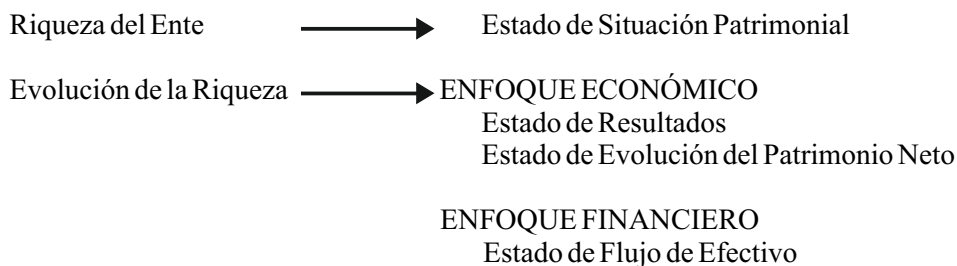 Riqueza del Ente Estado de Situación Patrimonial
Evolución de la Riqueza ENFOQUE ECONÓMICO
Estado de Resultados
Estado de Evolución del Patrimonio Neto
ENFOQUE FINANCIERO
Estado de Flujo de Efectivo